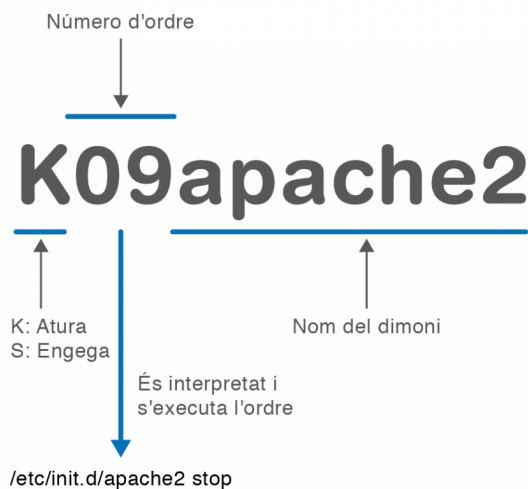 Número d'ordre
K09apache2
K: Atura
S: Engega
Nom del dimoni
És interpretat i
s'executa l'ordre
/etc/init.d/apache2 stop